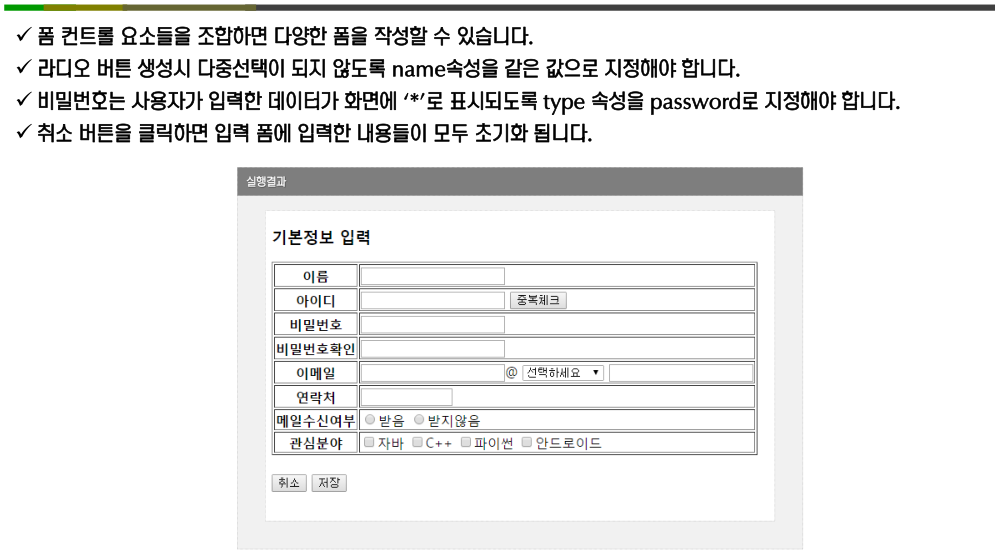 ✓ 폼 컨트롤 요소들을 조합하면 다양한 폼을 작성할 수 있습니다.
✓ 라디오 버튼 생성시 다중선택이 되지 않도록 name속성을 같은 값으로 지정해야 합니다.
✓ 비밀번호는 사용자가 입력한 데이터가 화면에 ‘*’로 표시되도록 type 속성을 password로 지정해야 합니다.
✓ 취소 버튼을 클릭하면 입력 폼에 입력한 내용들이 모두 초기화 됩니다.
실행결과
기본정보 입력
이름
아이디 중복체크
비밀번호
비밀번호확인
이메일 @ 선택하세요
연락처
메일수신여부 받음 받지않음
관심분야 자바 C++ 파이썬 안드로이드
취소 저장